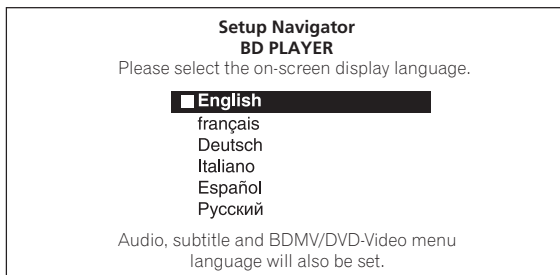 Setup Navigator
BD PLAYER
Please select the on-screen display language.
English
français
Deutsch
Italiano
Español
Русский
Audio, subtitle and BDMV/DVD-Video menu
language will also be set.